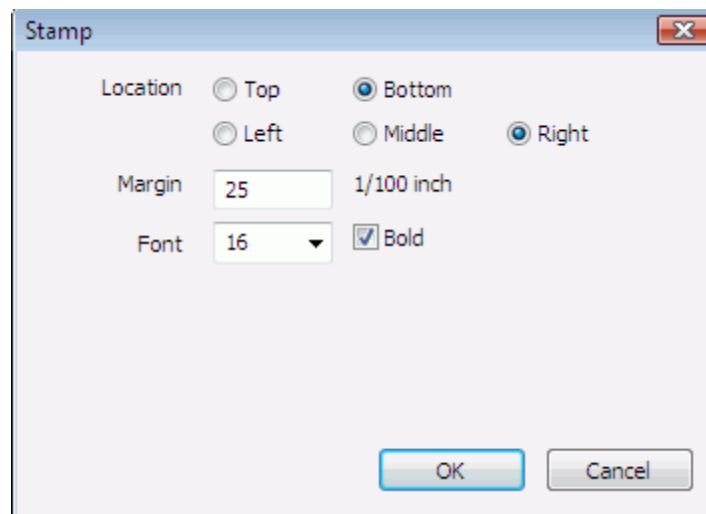 Stamp
Location Top Bottom
Left Middle Right
Margin 25 1/100 inch
Font 16 Bold
OK Cancel